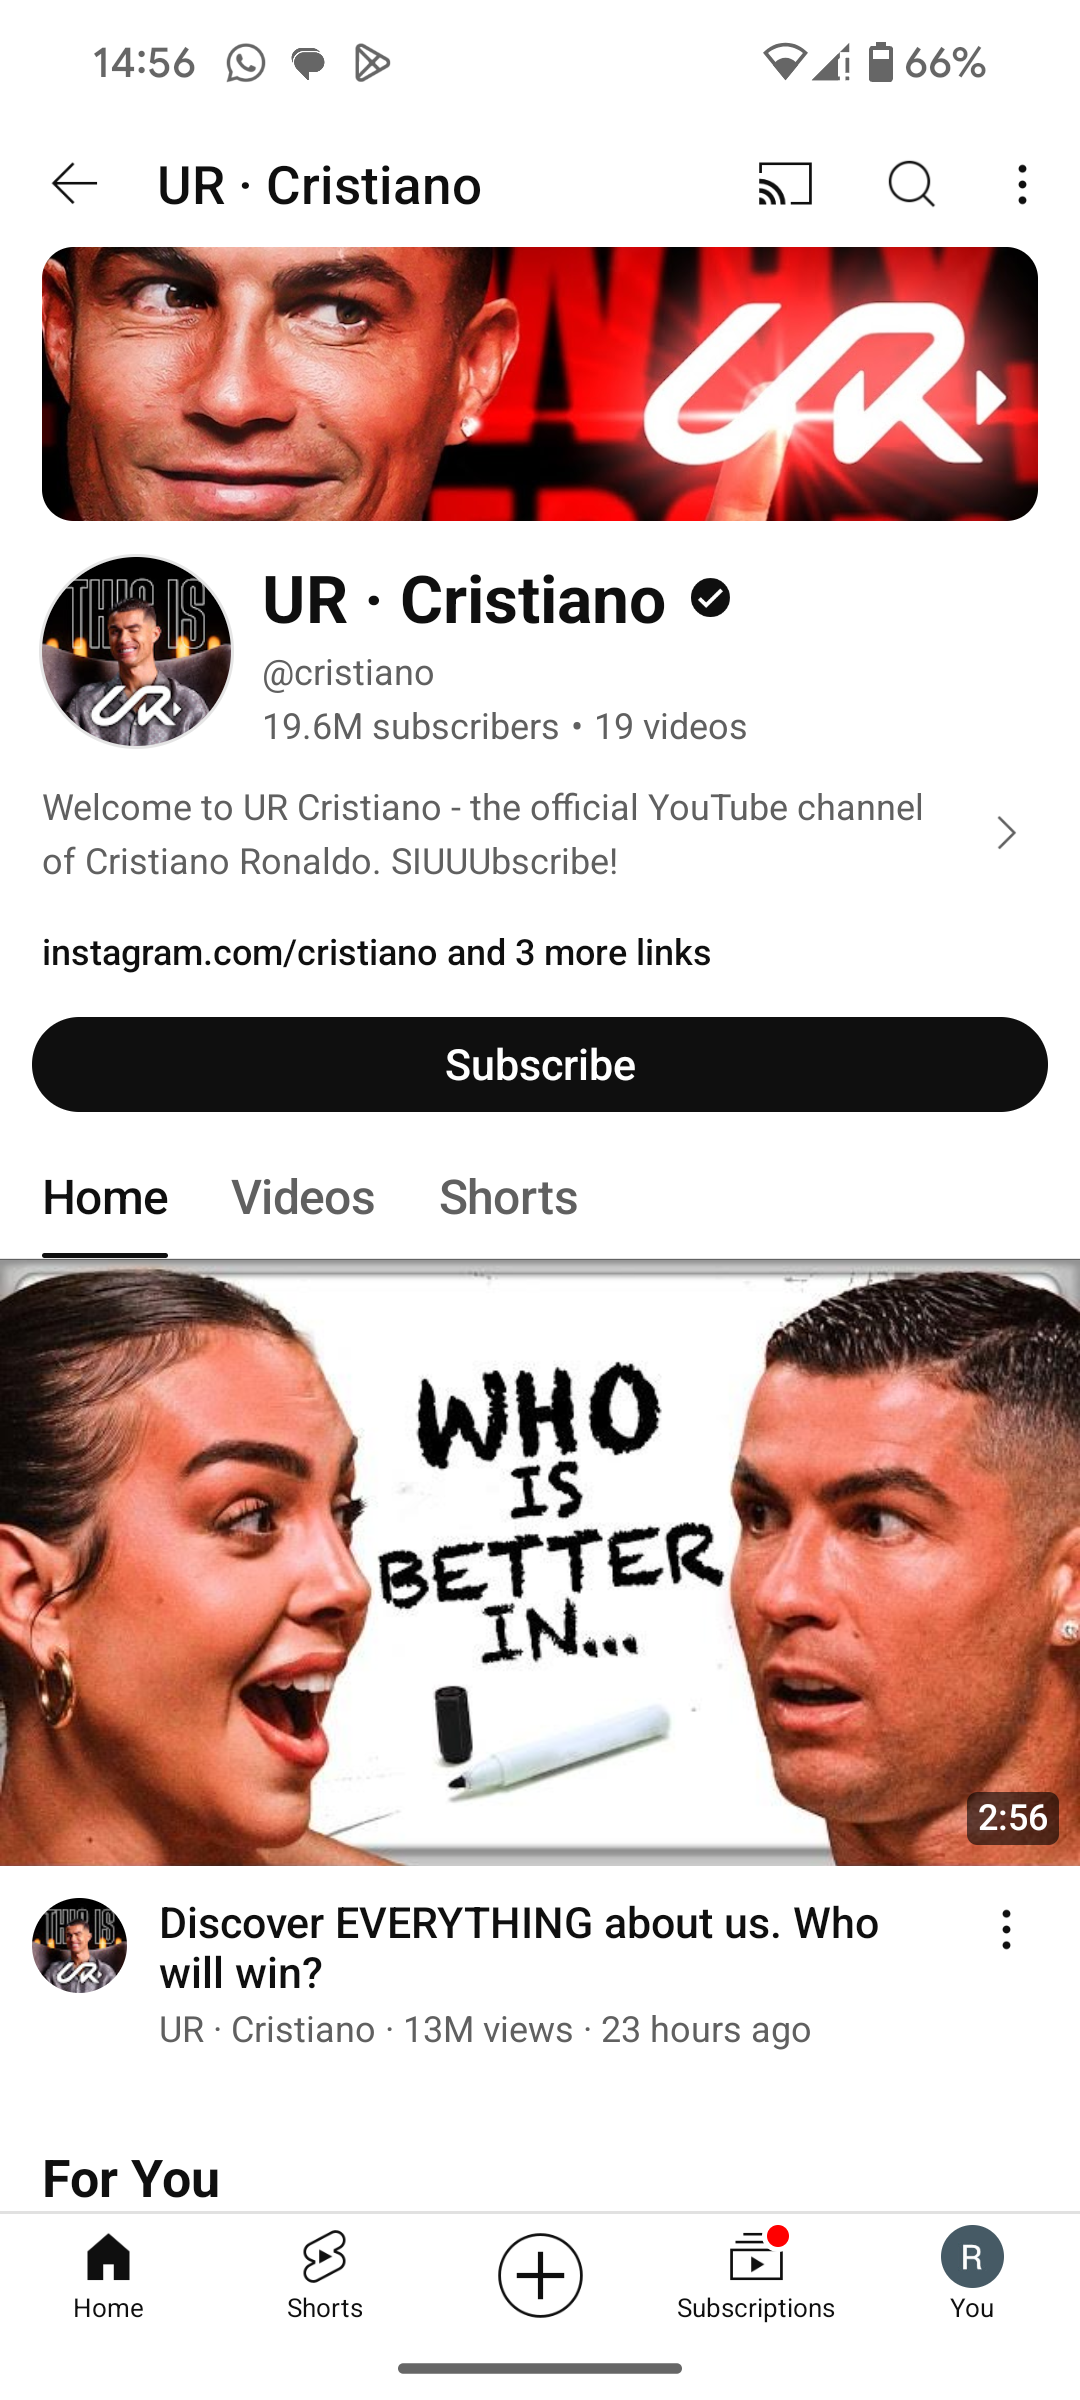 14:56
66%
UR · Cristiano
UR
THIS IS
UR
UR · Cristiano
@cristiano
19.6M subscribers • 19 videos
Welcome to UR Cristiano - the official YouTube channel
of Cristiano Ronaldo. SIUUUbscribe!
instagram.com/cristiano and 3 more links
Subscribe
Home Videos Shorts
WHO
IS
BETTER
IN...
2:56
THIS IS
UR
Discover EVERYTHING about us. Who
will win?
UR · Cristiano · 13M views · 23 hours ago
For You
R
Home Shorts Subscriptions You